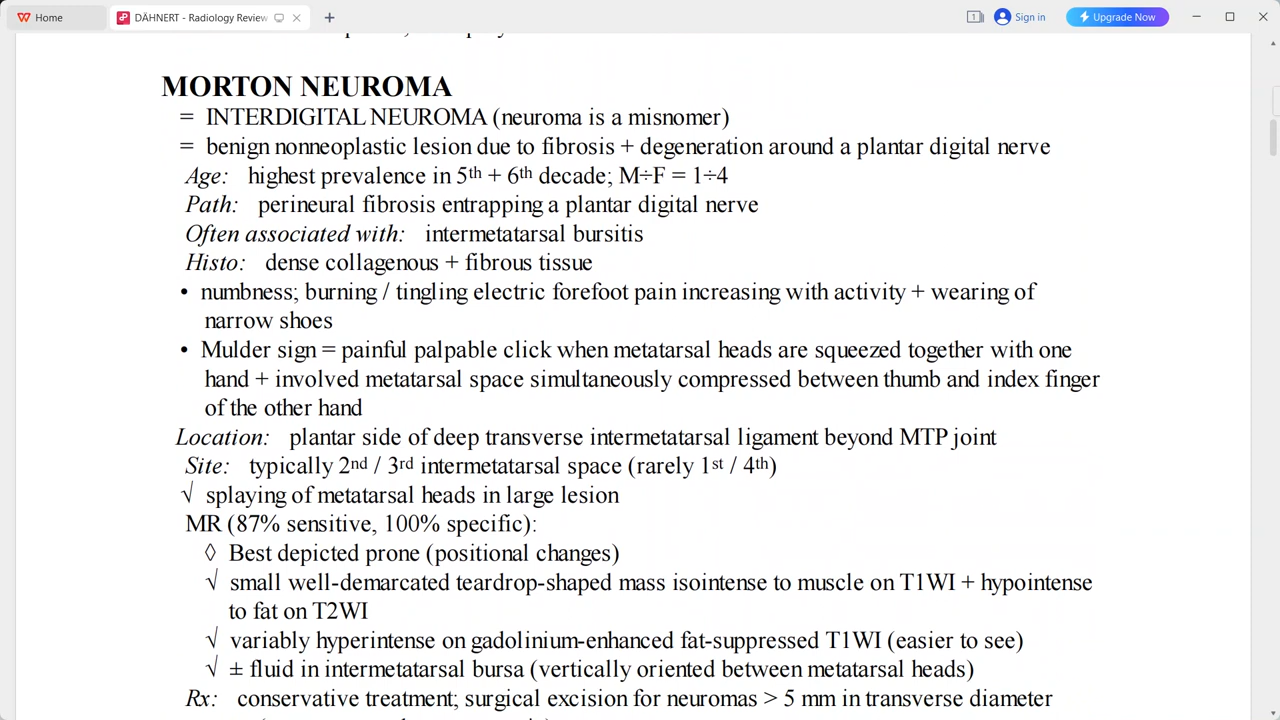 Home
DÄHNERT - Radiology Review
1
Sign in
Upgrade Now
MORTON NEUROMA
= INTERDIGITAL NEUROMA (neuroma is a misnomer)
= benign nonneoplastic lesion due to fibrosis + degeneration around a plantar digital nerve
Age: highest prevalence in 5th + 6th decade; M÷F = 1÷4
Path: perineural fibrosis entrapping a plantar digital nerve
Often associated with: intermetatarsal bursitis
Histo: dense collagenous + fibrous tissue
• numbness; burning / tingling electric forefoot pain increasing with activity + wearing of
narrow shoes
• Mulder sign = painful palpable click when metatarsal heads are squeezed together with one
hand + involved metatarsal space simultaneously compressed between thumb and index finger
of the other hand
Location: plantar side of deep transverse intermetatarsal ligament beyond MTP joint
Site: typically 2nd / 3rd intermetatarsal space (rarely 1st / 4th)
√ splaying of metatarsal heads in large lesion
MR (87% sensitive, 100% specific):
◊ Best depicted prone (positional changes)
√ small well-demarcated teardrop-shaped mass isointense to muscle on T1WI + hypointense
to fat on T2WI
√ variably hyperintense on gadolinium-enhanced fat-suppressed T1WI (easier to see)
√ ± fluid in intermetatarsal bursa (vertically oriented between metatarsal heads)
Rx: conservative treatment; surgical excision for neuromas > 5 mm in transverse diameter